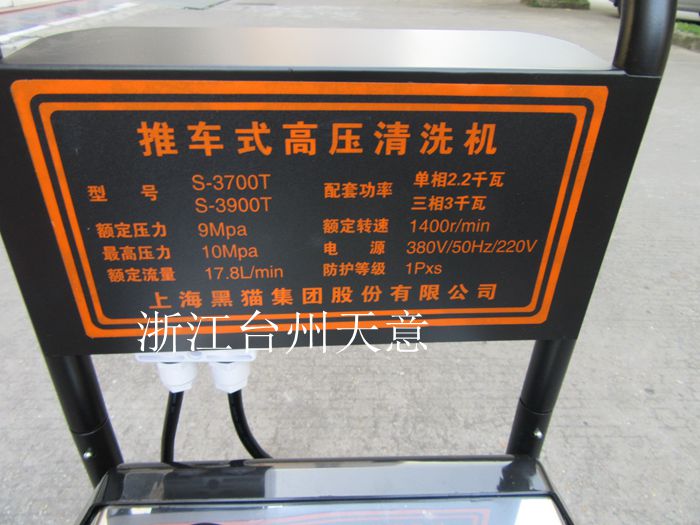 推车式高压清洗机
型号 S-3700T 配套功率 单相2.2千瓦
S-3900T 三相3千瓦
额定压力 9Mpa 额定转速 1400r/min
最高压力 10Mpa 电源 380V/50Hz/220V
额定流量 17.8L/min 防护等级 1Pxs
上海黑猫集团股份有限公司
浙江台州天意